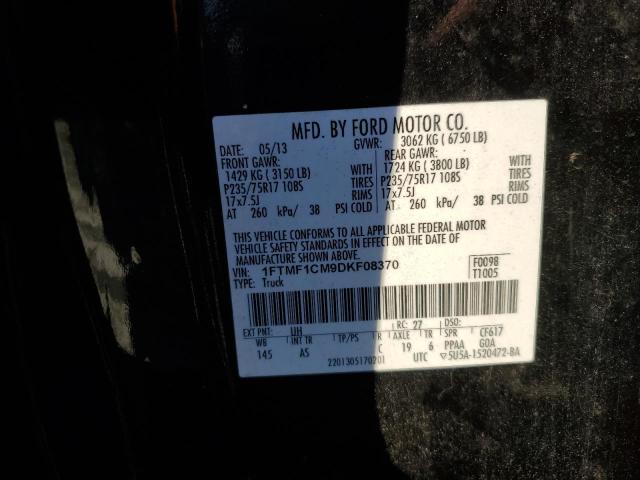 MFD. BY FORD MOTOR CO.
DATE: 05/13 GVWR: 3062 KG ( 6750 LB)
FRONT GAWR: REAR GAWR:
1429 KG ( 3150 LB) WITH 1724 KG ( 3800 LB) WITH
P235/75R17 108S TIRES P235/75R17 108S TIRES
17x7.5J RIMS 17x7.5J RIMS
AT 260 kPa/ 38 PSI COLD AT 260 kPa/ 38 PSI COLD
THIS VEHICLE CONFORMS TO ALL APPLICABLE FEDERAL MOTOR
VEHICLE SAFETY STANDARDS IN EFFECT ON THE DATE OF
MANUFACTURE SHOWN ABOVE.
VIN: 1FTMF1CM9DKF08370 F0098
TYPE: Truck T1005
EXT PNT: UH RC: 27 DSO:
WB INT TR TP/PS R AXLE TR SPR CF617
145 AS C 19 6 PPAA G0A
2201305170201 UTC ▽5U5A-1520472-BA